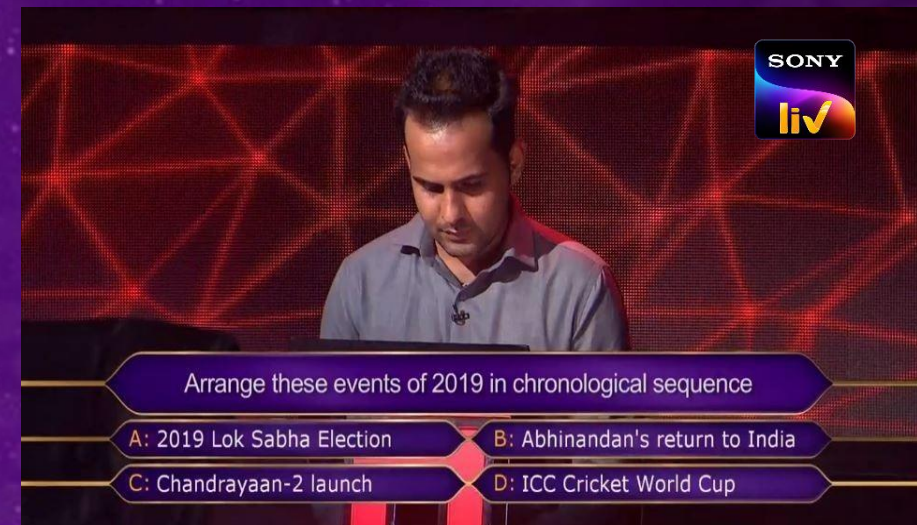 SONY
liv
Arrange these events of 2019 in chronological sequence
A: 2019 Lok Sabha Election
B: Abhinandan's return to India
C: Chandrayaan-2 launch
D: ICC Cricket World Cup